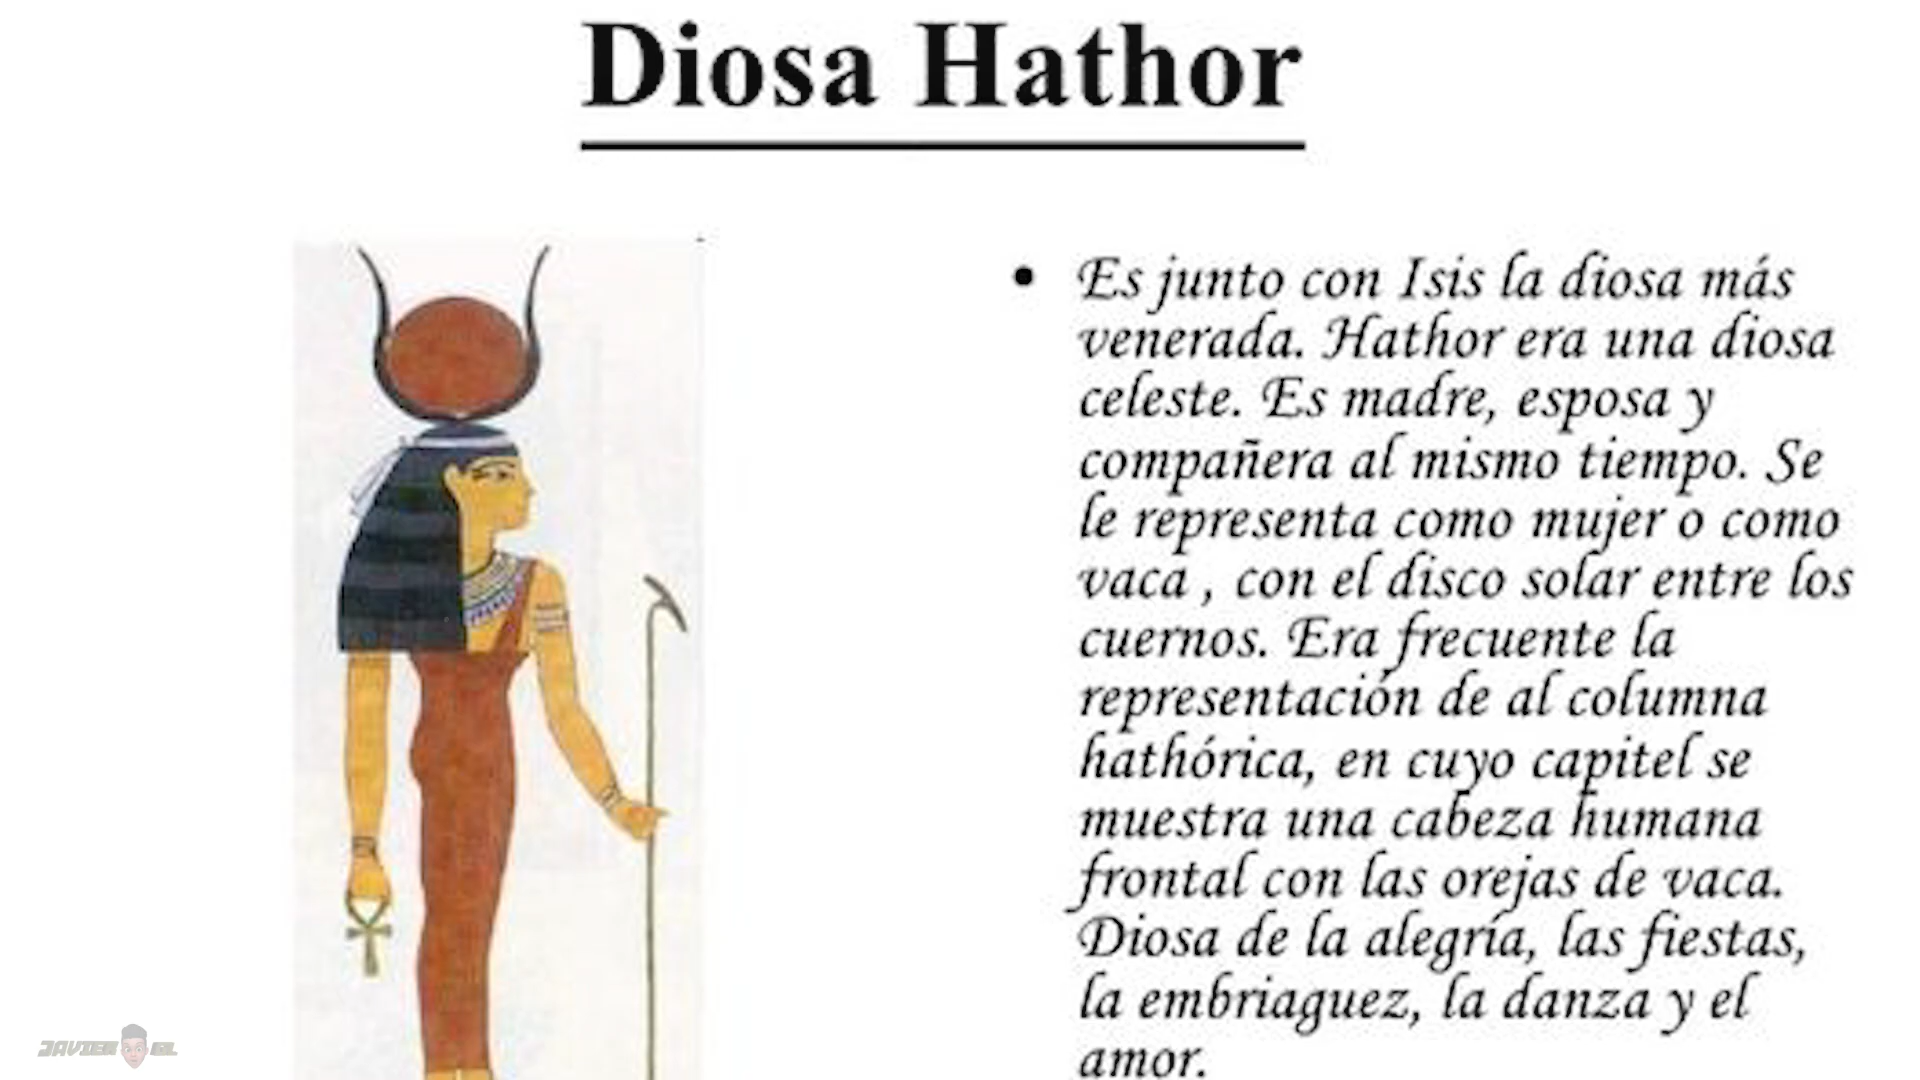 Diosa Hathor
• Es junto con Isis la diosa más
venerada. Hathor era una diosa
celeste. Es madre, esposa y
compañera al mismo tiempo. Se
le representa como mujer o como
vaca , con el disco solar entre los
cuernos. Era frecuente la
representación de al columna
hathórica, en cuyo capitel se
muestra una cabeza humana
frontal con las orejas de vaca.
Diosa de la alegría, las fiestas,
la embriaguez, la danza y el
amor.
JAVIER GL